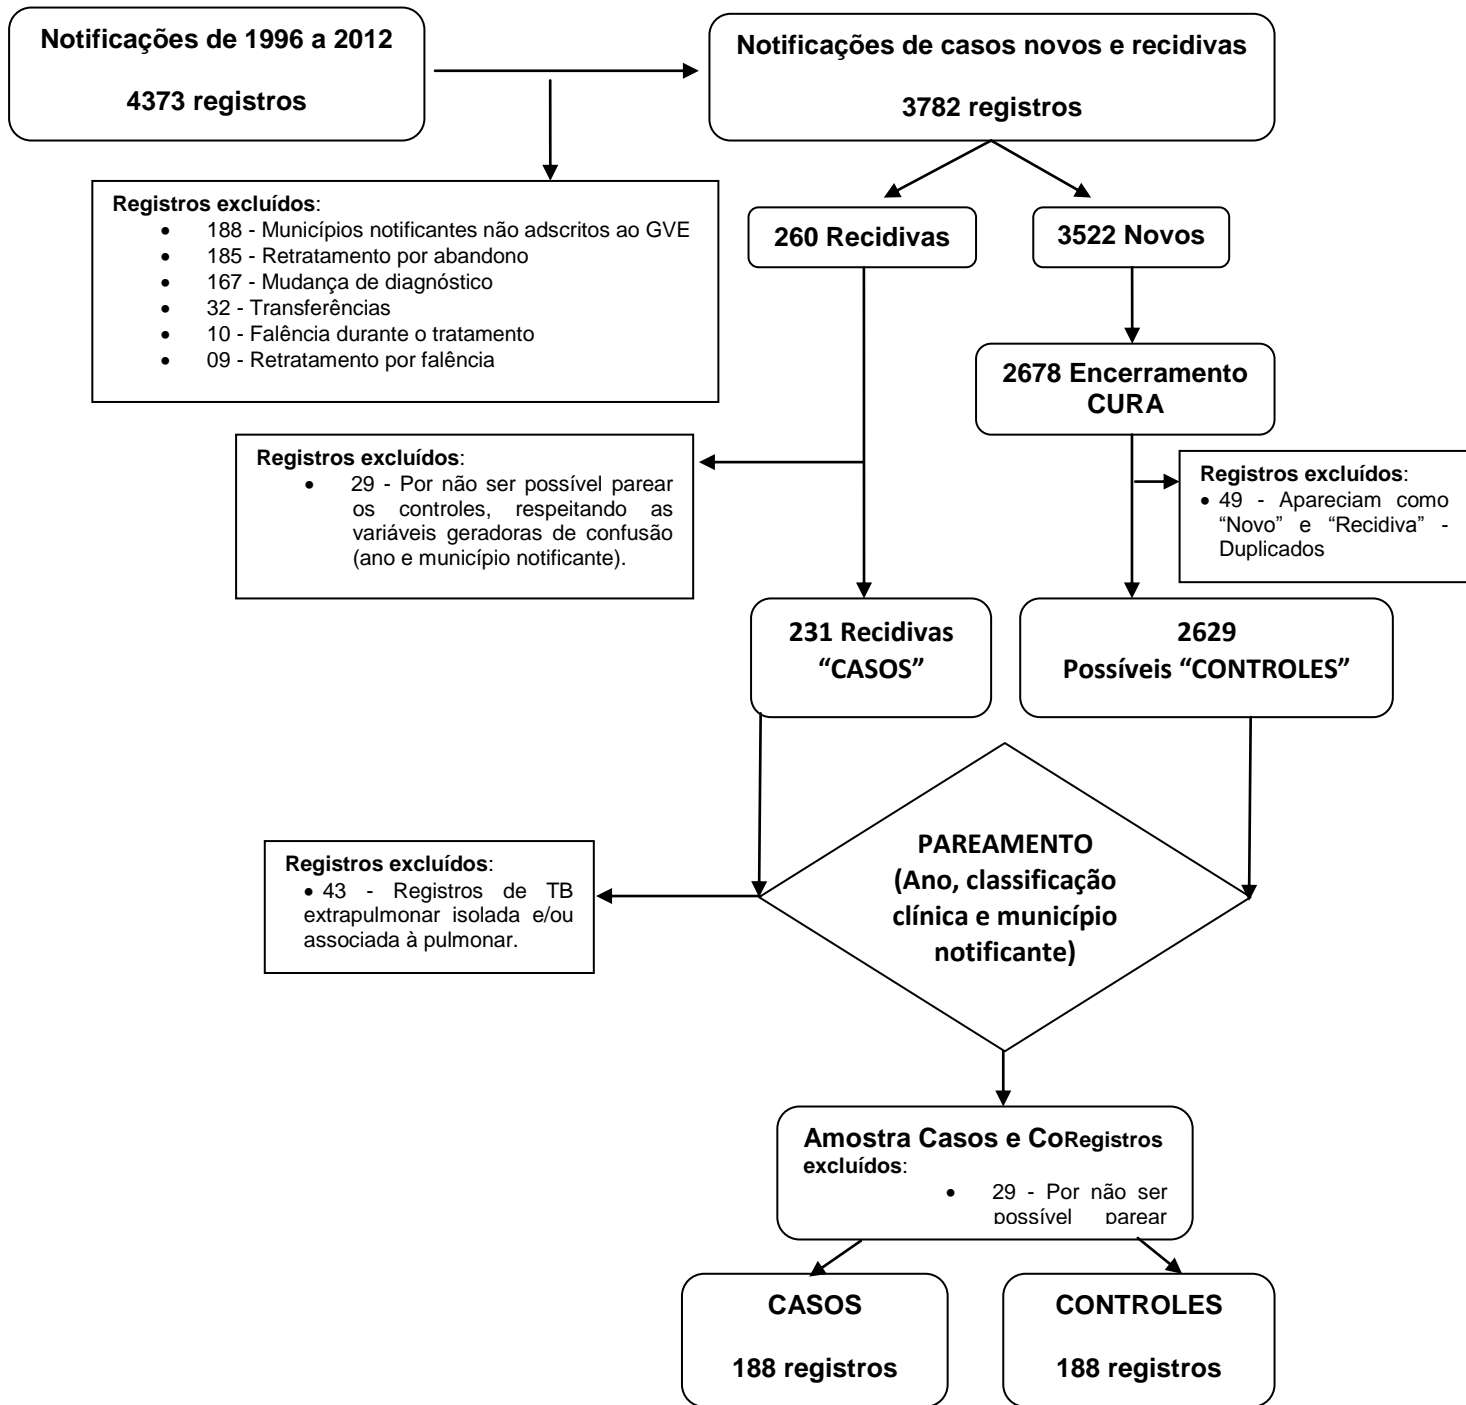 Notificações de 1996 a 2012
4373 registros
Notificações de casos novos e recidivas
3782 registros
Registros excluídos:
• 188 - Municípios notificantes não adscritos ao GVE
• 185 - Retratamento por abandono
• 167 - Mudança de diagnóstico
• 32 - Transferências
• 10 - Falência durante o tratamento
• 09 - Retratamento por falência
260 Recidivas
3522 Novos
2678 Encerramento
CURA
Registros excluídos:
• 29 - Por não ser possível parear
os controles, respeitando as
variáveis geradoras de confusão
(ano e município notificante).
Registros excluídos:
• 49 - Apareciam como
“Novo” e “Recidiva” -
Duplicados
231 Recidivas
“CASOS”
2629
Possíveis “CONTROLES”
PAREAMENTO
(Ano, classificação
clínica e município
notificante)
Registros excluídos:
• 43 - Registros de TB
extrapulmonar isolada e/ou
associada à pulmonar.
Amostra Casos e CoRegistros
excluídos:
• 29 - Por não ser
possível parear
CASOS
188 registros
CONTROLES
188 registros